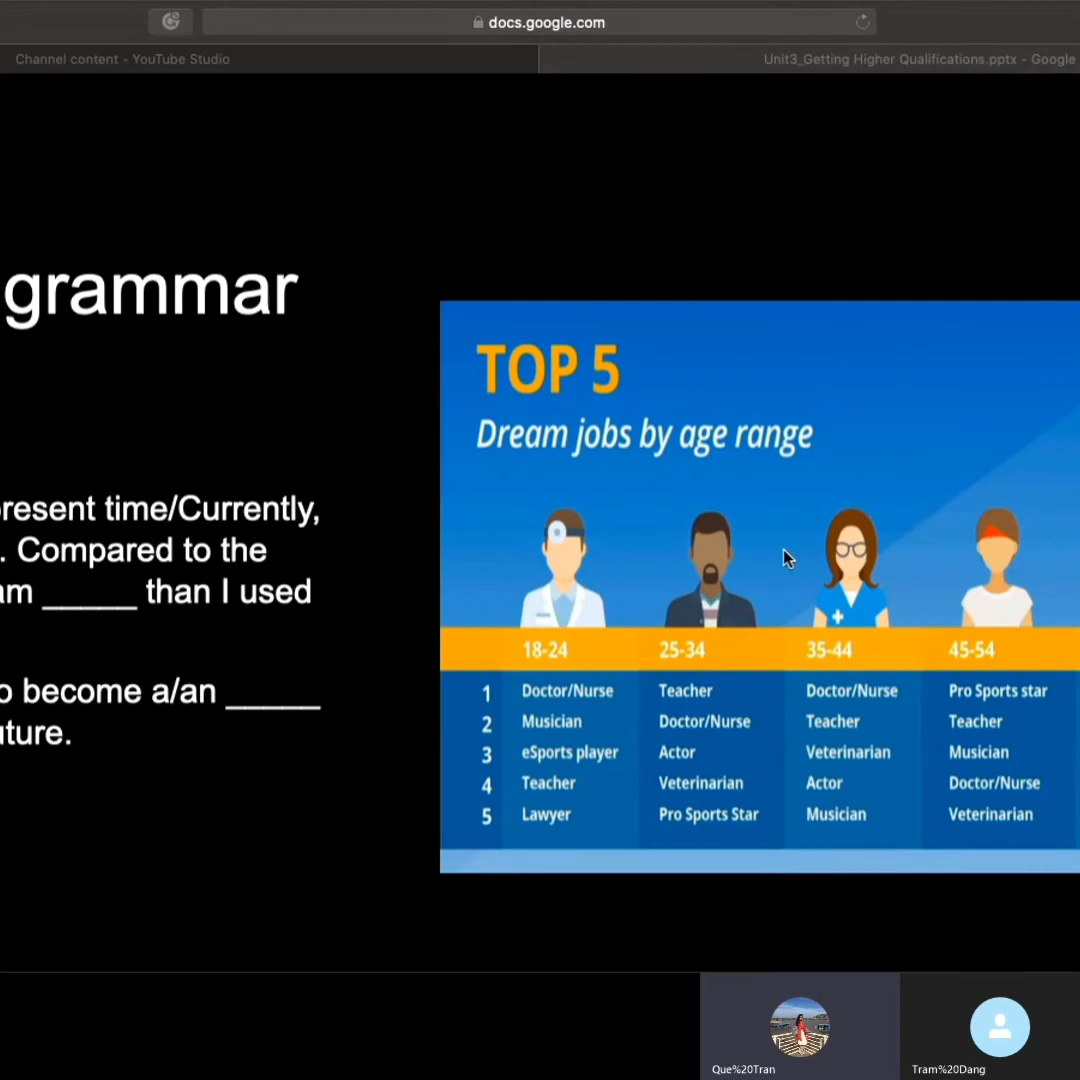 docs.google.com
Channel content - YouTube Studio
Unit3_Getting Higher Qualifications.pptx - Google
grammar
resent time/Currently,
. Compared to the
am _____ than I used
o become a/an _____
ture.
TOP 5
Dream jobs by age range
18-24 25-34 35-44 45-54
1 Doctor/Nurse Teacher Doctor/Nurse Pro Sports star
2 Musician Doctor/Nurse Teacher Teacher
3 eSports player Actor Veterinarian Musician
4 Teacher Veterinarian Actor Doctor/Nurse
5 Lawyer Pro Sports Star Musician Veterinarian
Que%20Tran
Tram%20Dang